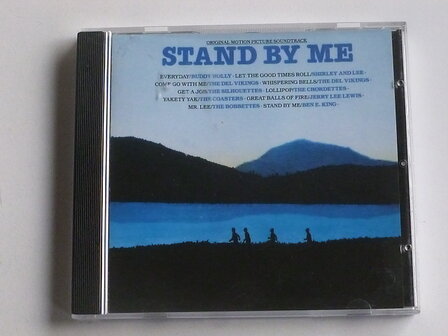 ORIGINAL MOTION PICTURE SOUNDTRACK
STAND BY ME
EVERYDAY/BUDDY HOLLY · LET THE GOOD TIMES ROLL/SHIRLEY AND LEE ·
COME GO WITH ME/THE DEL VIKINGS · WHISPERING BELLS/THE DEL VIKINGS
GET A JOB/THE SILHOUETTES · LOLLIPOP/THE CHORDETTES ·
YAKETY YAK/THE COASTERS · GREAT BALLS OF FIRE/JERRY LEE LEWIS ·
MR. LEE/THE BOBBETTES · STAND BY ME/BEN E. KING ·